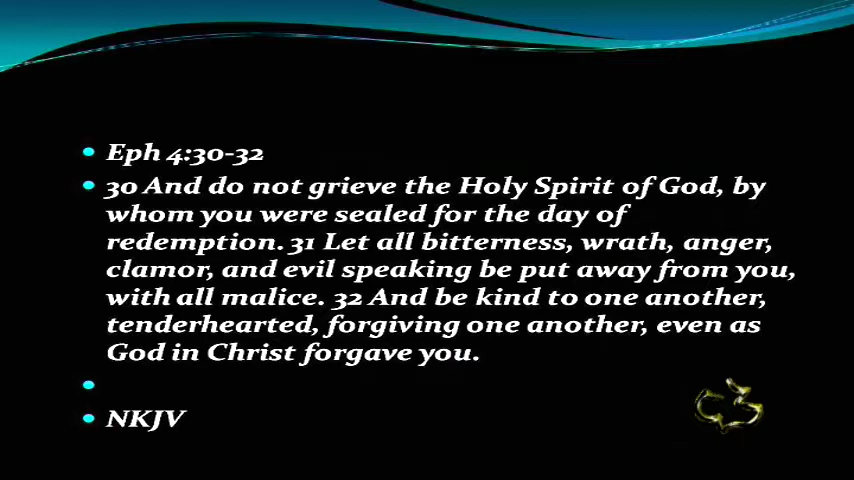 Eph 4:30-32
30 And do not grieve the Holy Spirit of God, by
whom you were sealed for the day of
redemption. 31 Let all bitterness, wrath, anger,
clamor, and evil speaking be put away from you,
with all malice. 32 And be kind to one another,
tenderhearted, forgiving one another, even as
God in Christ forgave you.
NKJV